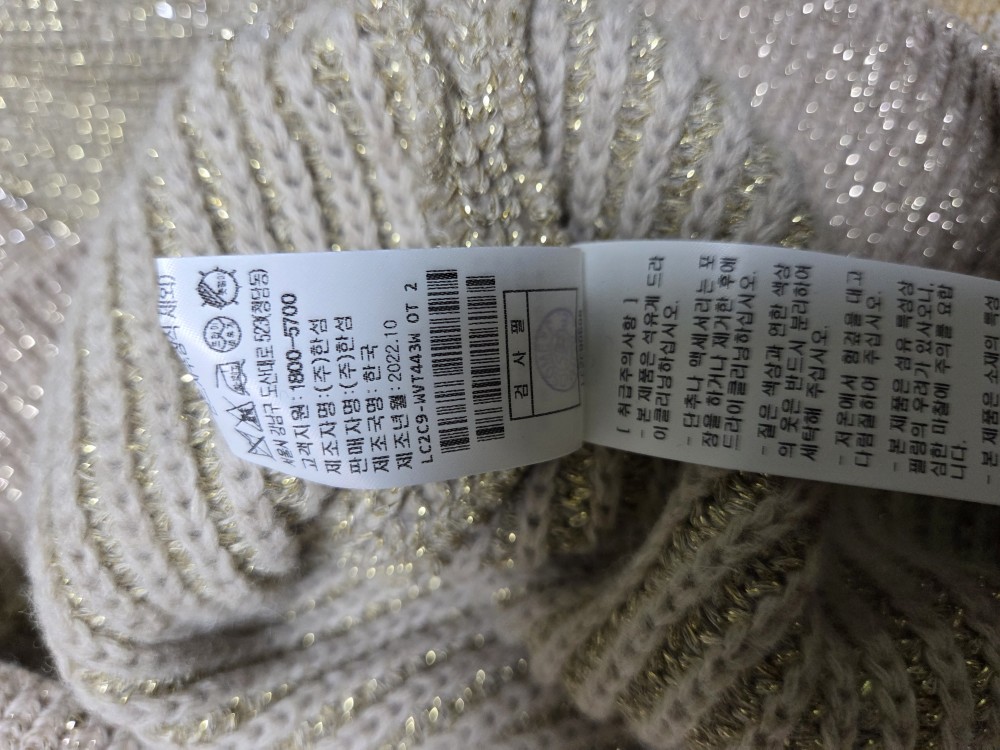 서울시 강남구 도산대로 523(청담동)
고객지원 : 1800-5700
제조자명 : (주)한섬
판매자명 : (주)한섬
제조국명 : 한국
제조년월 : 2022.10
LC2C9-WVT443W OT 2
검 사 필
[ 취급주의사항 ]
- 본 제품은 석유계 드라
이클리닝하십시오.
- 단추나 액세서리는 포
장을 하거나 제거한 후에
드라이클리닝하십시오.
- 짙은 색상과 연한 색상
의 옷은 반드시 분리하여
세탁해 주십시오.
- 저온에서 헝겊을 대고
다림질하여 주십시오.
- 본 제품은 섬유 특성상
필링의 우려가 있사오니,
심한 마찰에 주의를 요합
니다.
- 본 제품은 소재의 특성